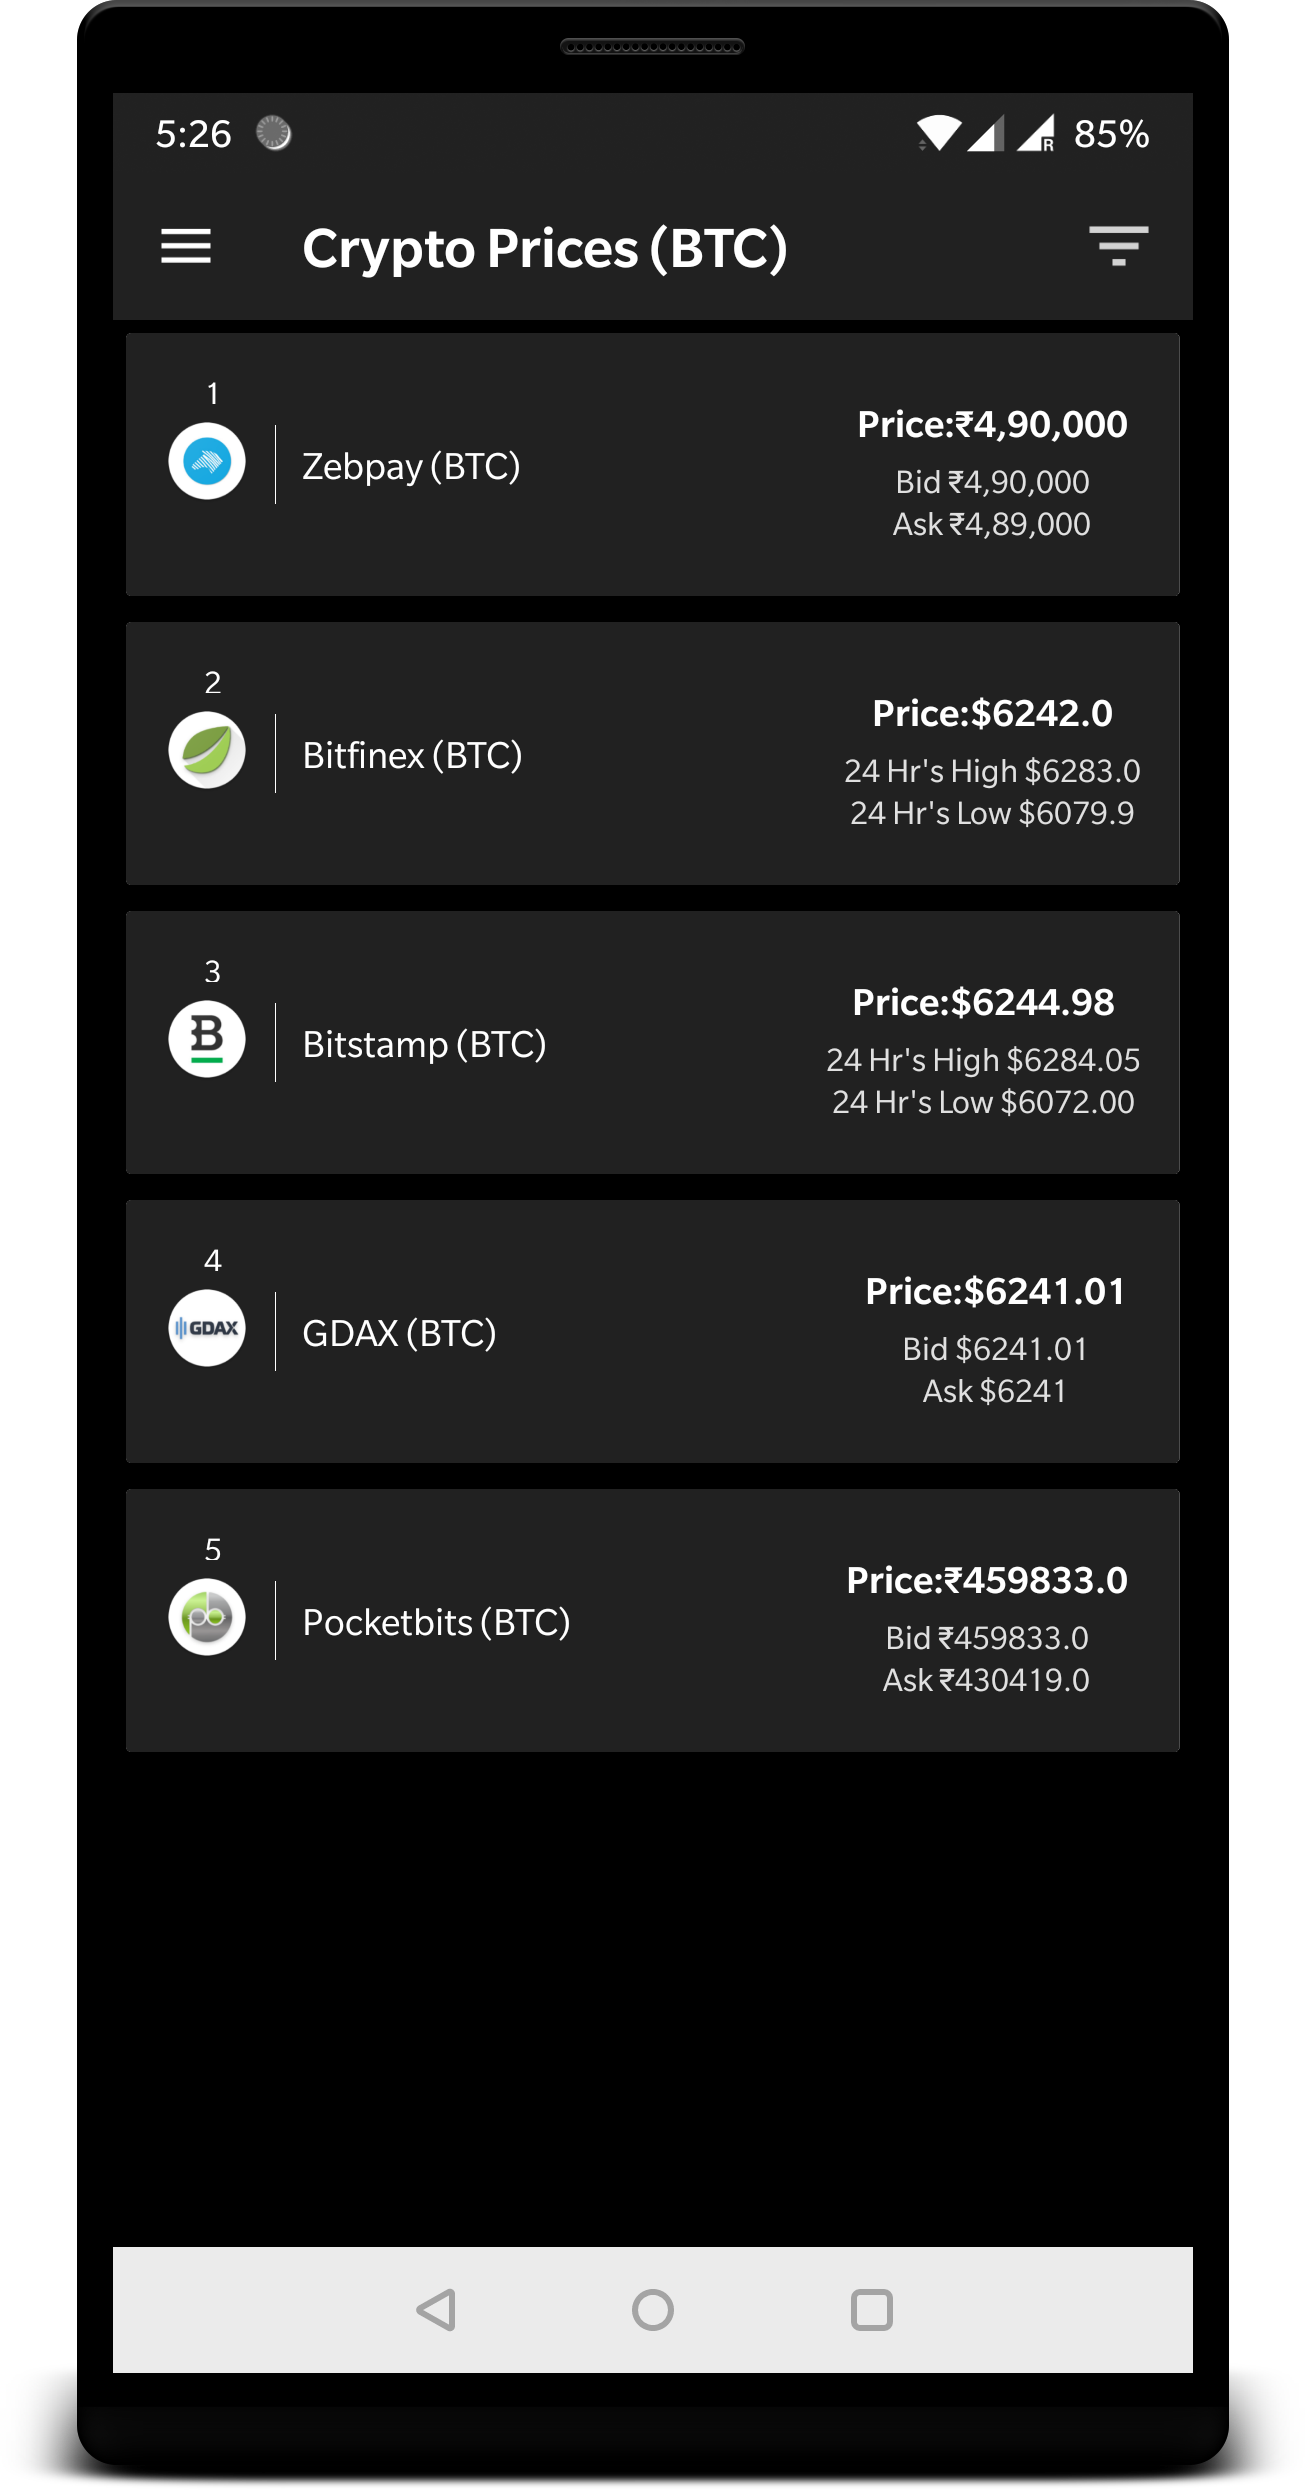 5:26
R 85%
Crypto Prices (BTC)
1
Zebpay (BTC)
Price:₹4,90,000
Bid ₹4,90,000
Ask ₹4,89,000
2
Bitfinex (BTC)
Price:$6242.0
24 Hr's High $6283.0
24 Hr's Low $6079.9
3
B
Bitstamp (BTC)
Price:$6244.98
24 Hr's High $6284.05
24 Hr's Low $6072.00
4
GDAX
GDAX (BTC)
Price:$6241.01
Bid $6241.01
Ask $6241
5
pb
Pocketbits (BTC)
Price:₹459833.0
Bid ₹459833.0
Ask ₹430419.0